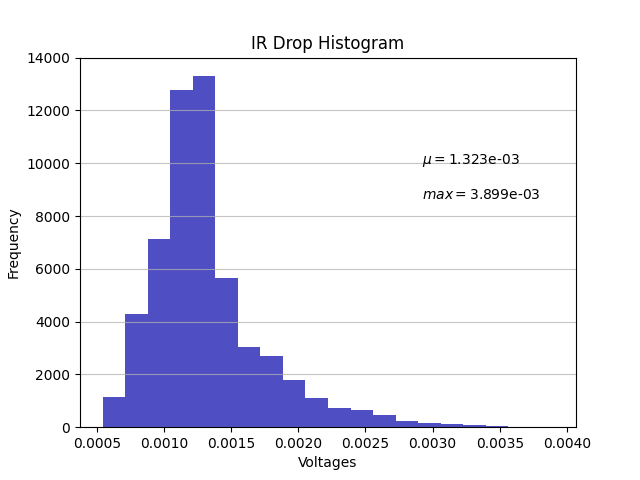 IR Drop Histogram
14000
12000
10000
8000
6000
4000
2000
0
Frequency
μ = 1.323e-03
max = 3.899e-03
0.0005 0.0010 0.0015 0.0020 0.0025 0.0030 0.0035 0.0040
Voltages